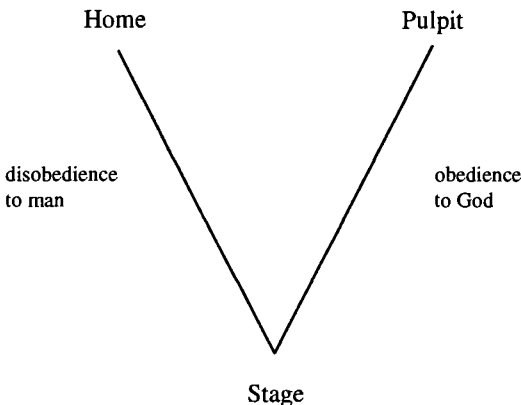 Home
Pulpit
disobedience
to man
obedience
to God
Stage